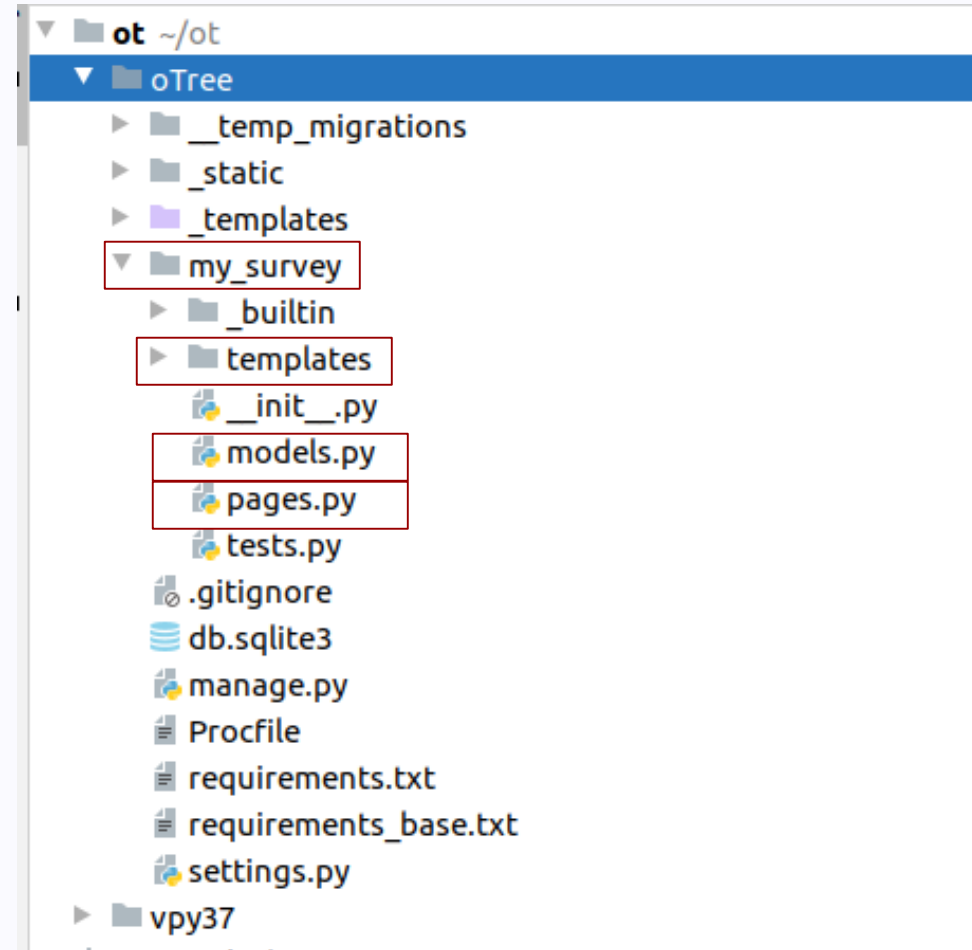 ot ~/ot
oTree
__temp_migrations
_static
_templates
my_survey
_builtin
templates
__init__.py
models.py
pages.py
tests.py
.gitignore
db.sqlite3
manage.py
Procfile
requirements.txt
requirements_base.txt
settings.py
vpy37